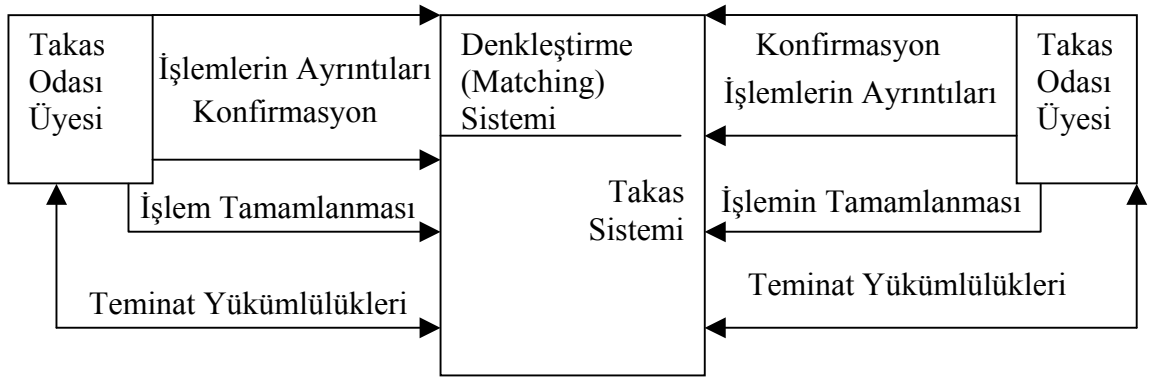 Takas
Odası
Üyesi
İşlemlerin Ayrıntıları
Konfirmasyon
İşlem Tamamlanması
Teminat Yükümlülükleri
Denkleştirme
(Matching)
Sistemi
Takas
Sistemi
Konfirmasyon
İşlemlerin Ayrıntıları
İşlemin Tamamlanması
Teminat Yükümlülükleri
Takas
Odası
Üyesi